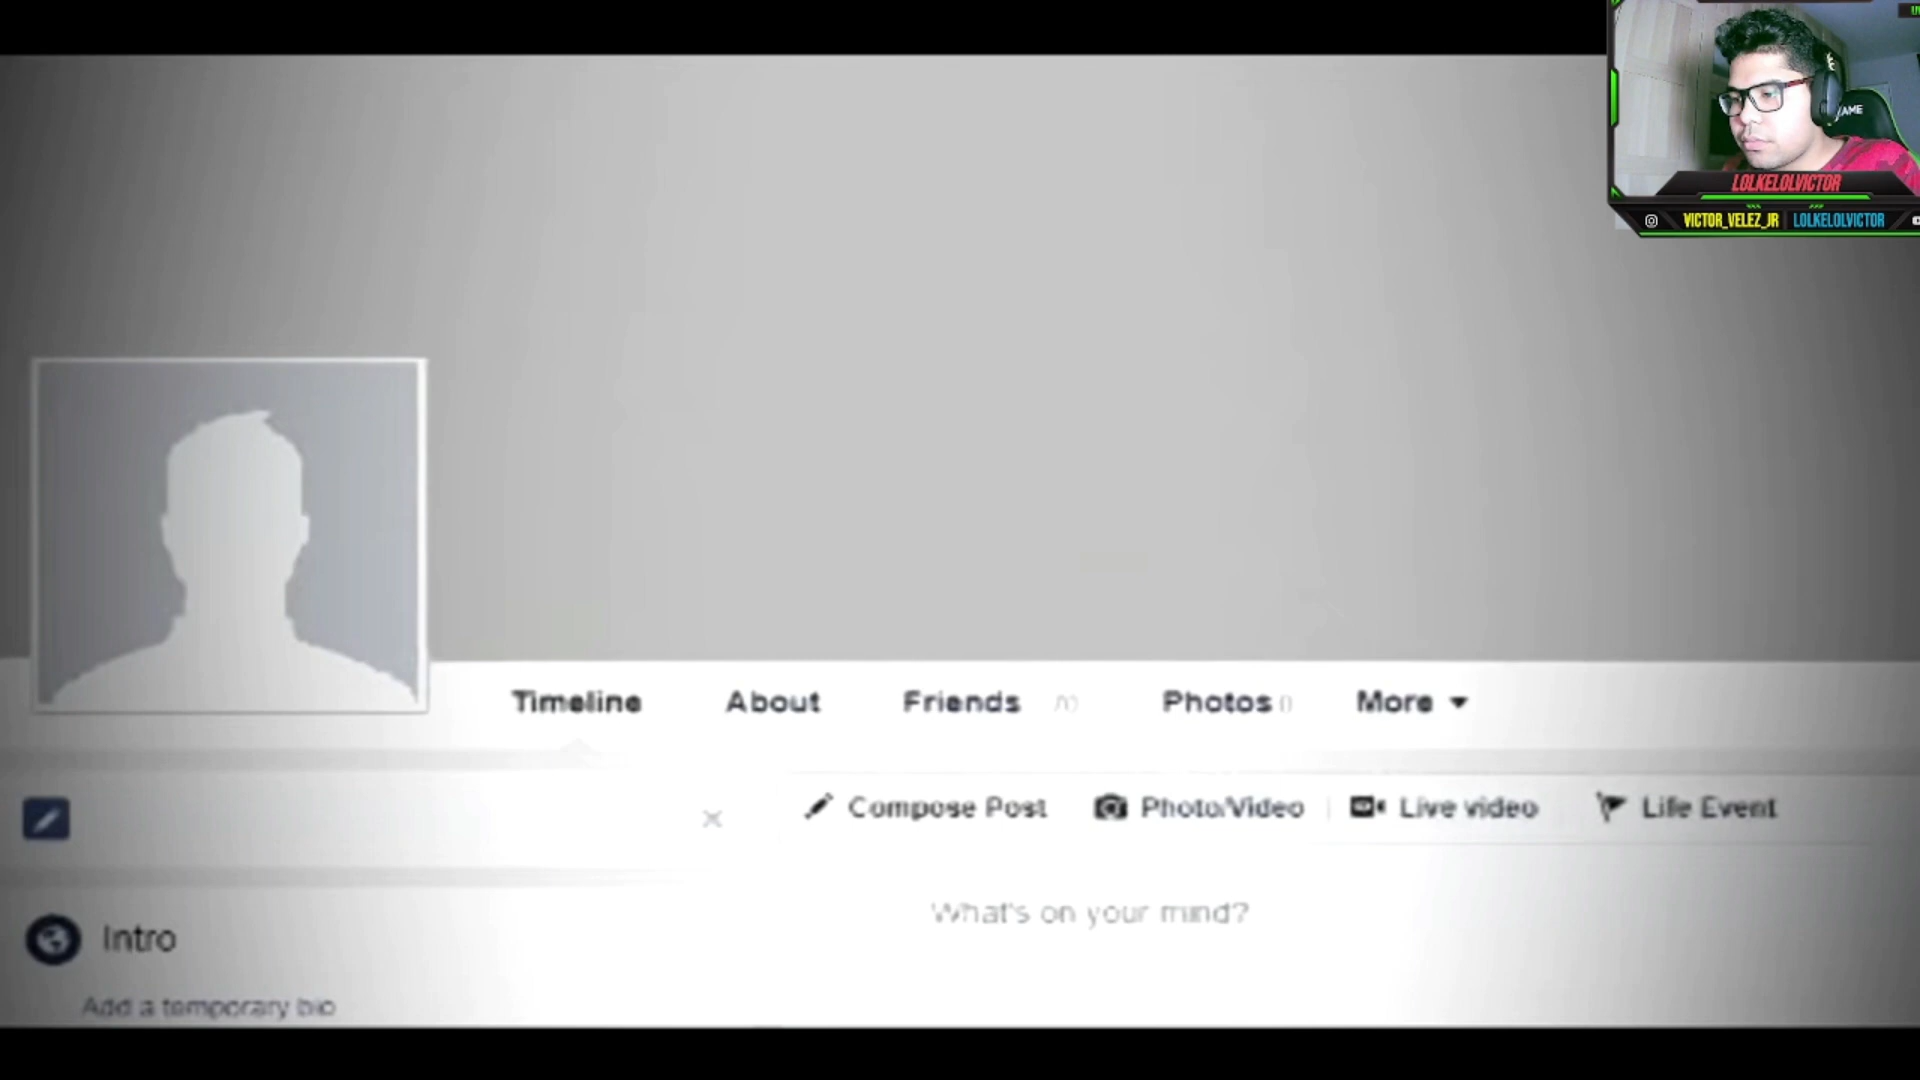 LOLKELOLVICTOR
VICTOR_VELEZ_JR LOLKELOLVICTOR
Timeline About Friends Photos More
Compose Post Photo/Video Live video Life Event
What's on your mind?
Intro
Add a temporary bio